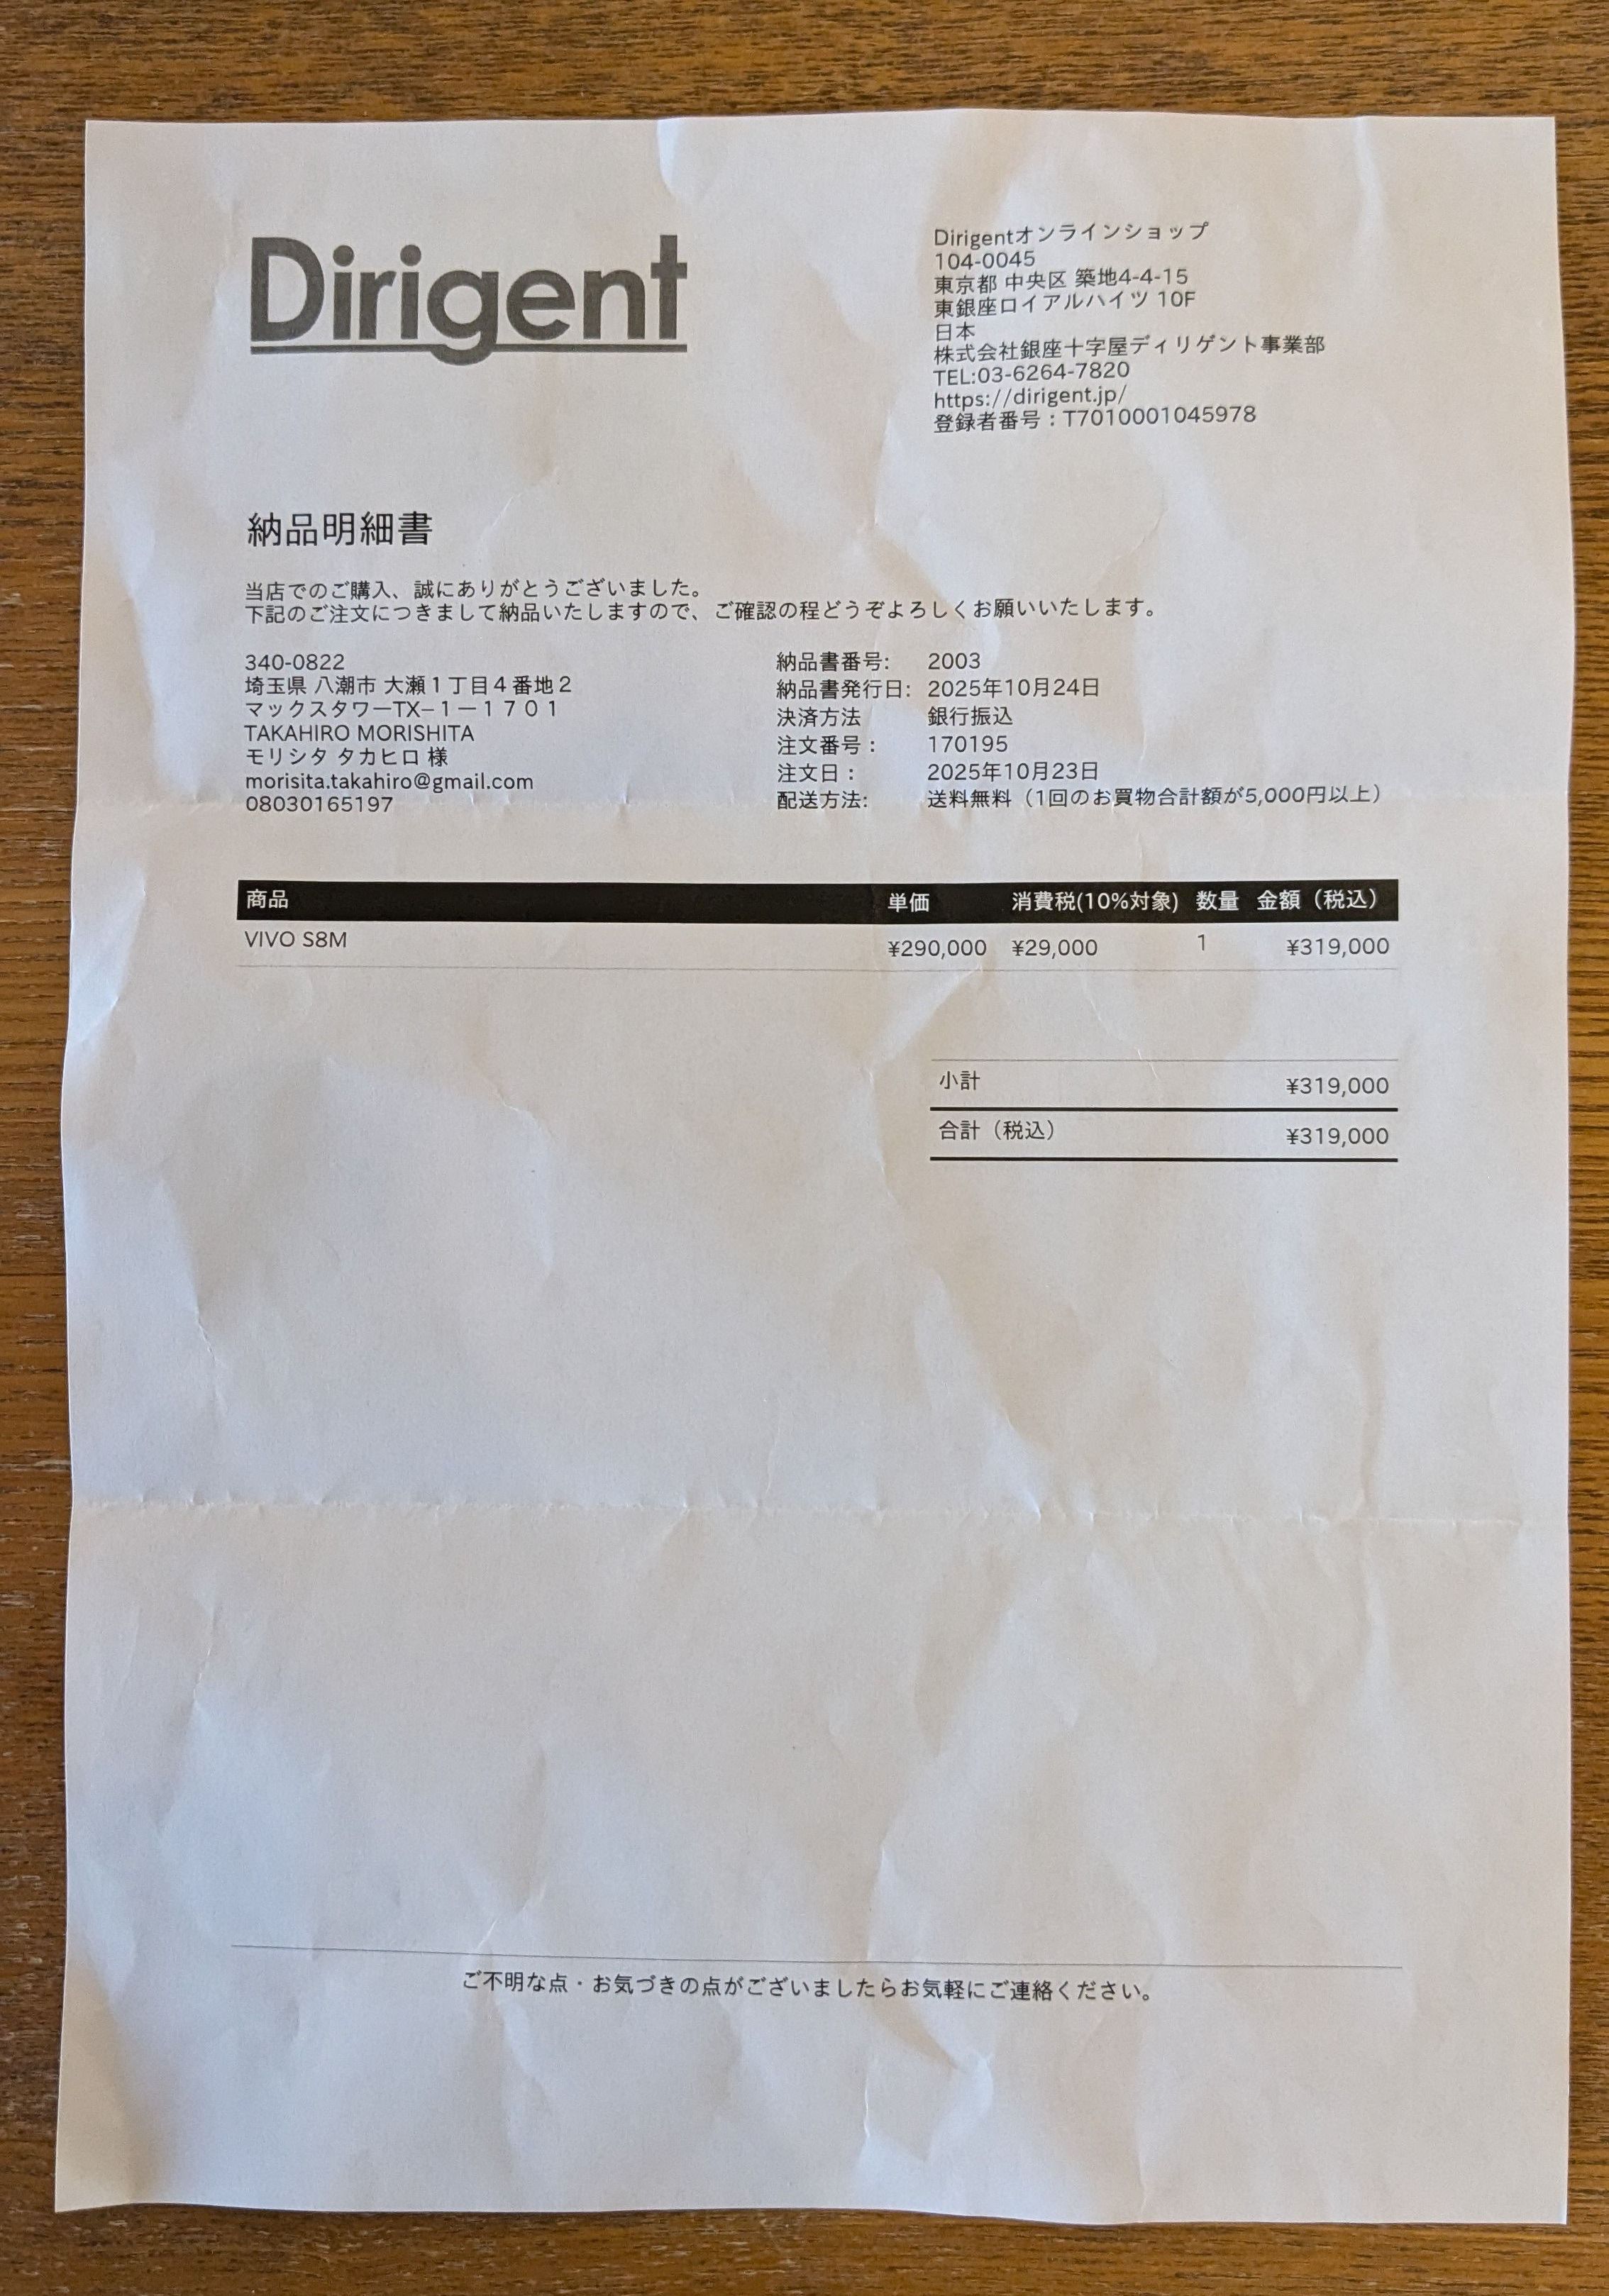 Dirigent
Dirigentオンラインショップ
104-0045
東京都 中央区 築地4-4-15
東銀座ロイアルハイツ 10F
日本
株式会社銀座十字屋ディリゲント事業部
TEL:03-6264-7820
https://dirigent.jp/
登録者番号：T7010001045978
納品明細書
当店でのご購入、誠にありがとうございました。
下記のご注文につきまして納品いたしますので、ご確認の程どうぞよろしくお願いいたします。
340-0822
埼玉県 八潮市 大瀬１丁目４番地２
マックスタワーTX−１ー１７０１
TAKAHIRO MORISHITA
モリシタ タカヒロ 様
morisita.takahiro@gmail.com
08030165197
納品書番号: 2003
納品書発行日: 2025年10月24日
決済方法 銀行振込
注文番号： 170195
注文日： 2025年10月23日
配送方法: 送料無料（1回のお買物合計額が5,000円以上）
商品 単価 消費税(10%対象) 数量 金額（税込）
VIVO S8M ¥290,000 ¥29,000 1 ¥319,000
小計 ¥319,000
合計（税込） ¥319,000
ご不明な点・お気づきの点がございましたらお気軽にご連絡ください。